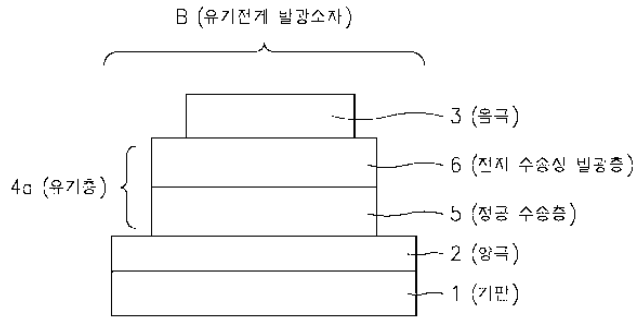 B (유기전계 발광소자)
3 (음극)
6 (전자 수송성 발광층)
4a (유기층)
5 (정공 수송층)
2 (양극)
1 (기판)